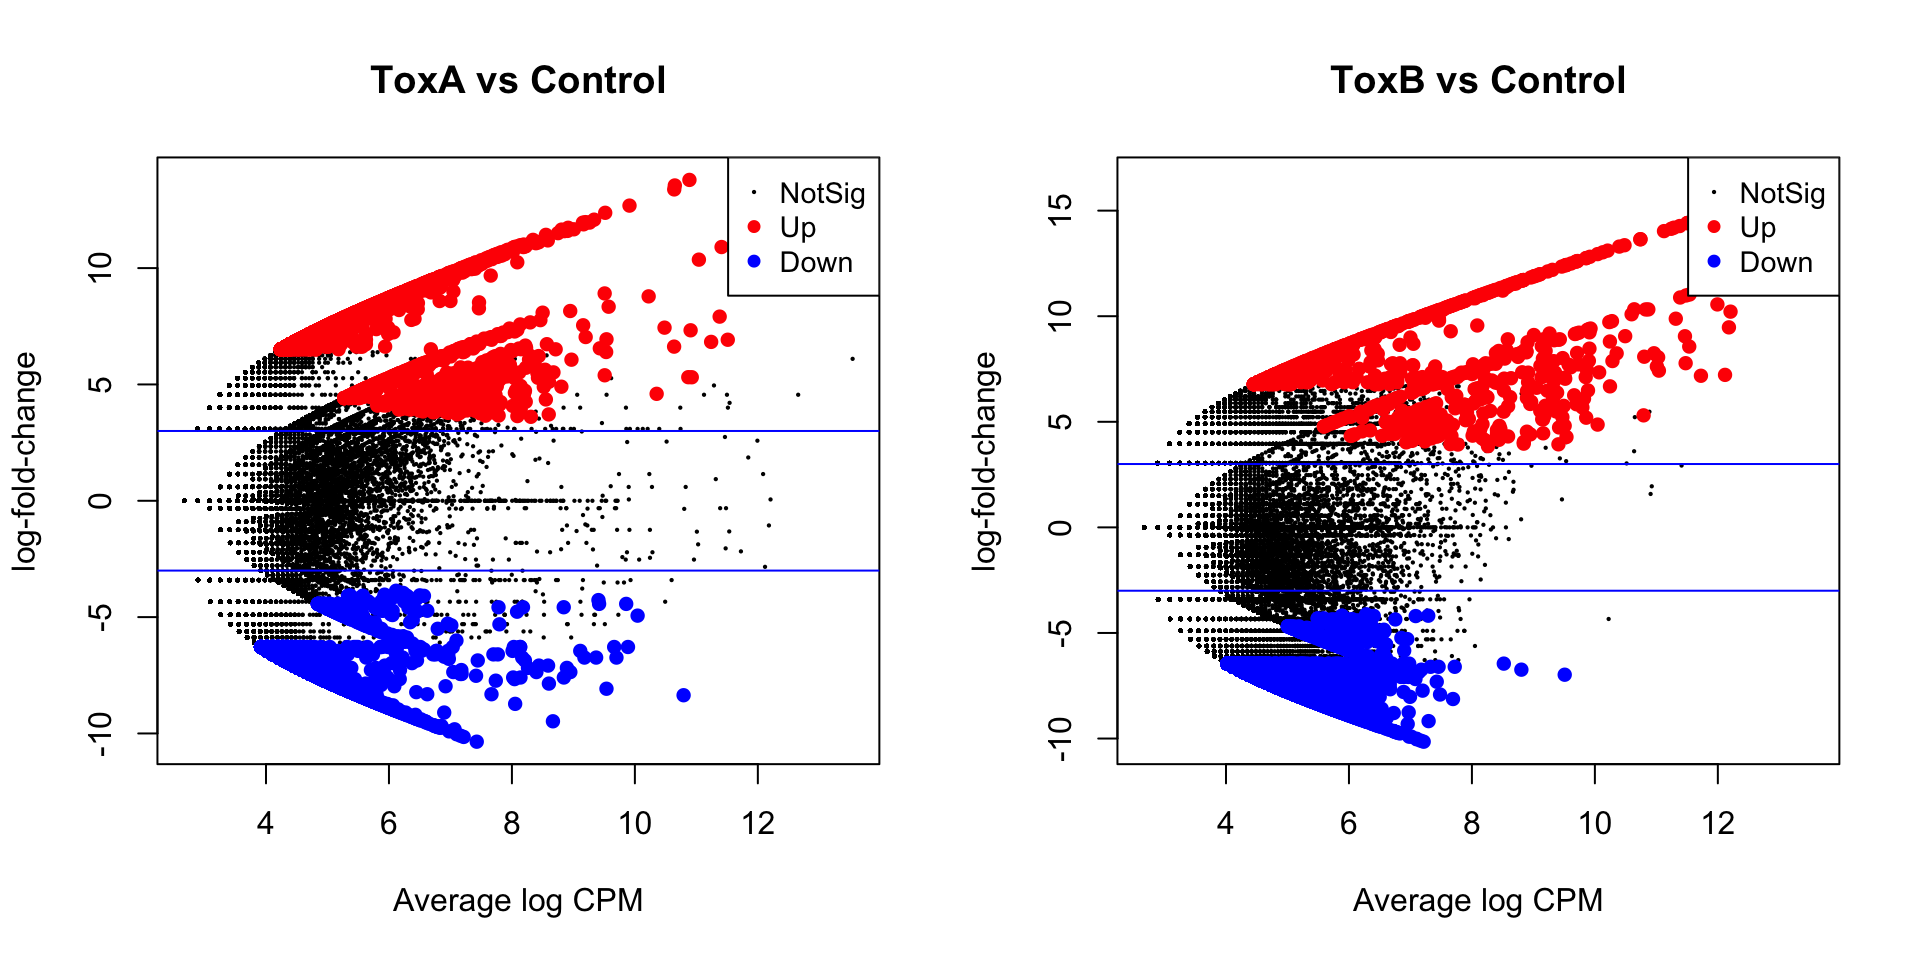 ToxA vs Control
log-fold-change
10
5
0
-5
-10
4 6 8 10 12
Average log CPM
NotSig
Up
Down
ToxB vs Control
log-fold-change
15
10
5
0
-5
-10
4 6 8 10 12
Average log CPM
NotSig
Up
Down